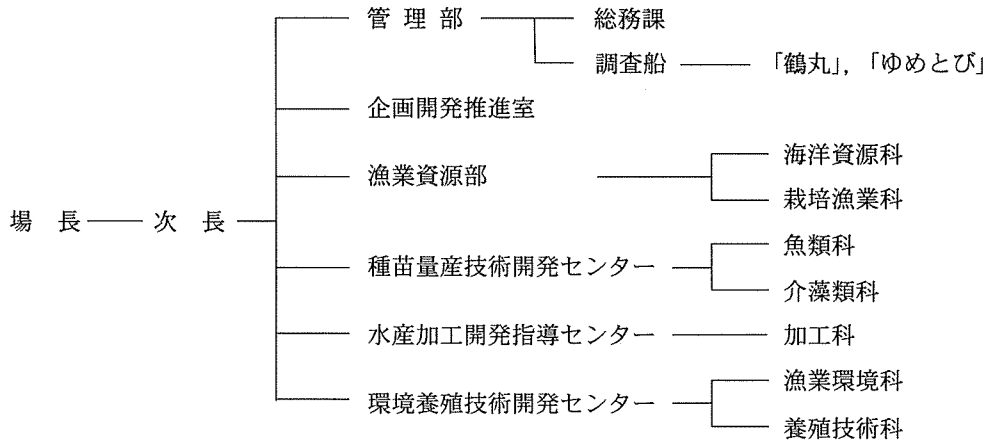 管理部 総務課
調査船 「鶴丸」，「ゆめとび」
企画開発推進室
海洋資源科
漁業資源部
栽培漁業科
場長 次長
魚類科
種苗量産技術開発センター
介藻類科
水産加工開発指導センター 加工科
漁業環境科
環境養殖技術開発センター
養殖技術科